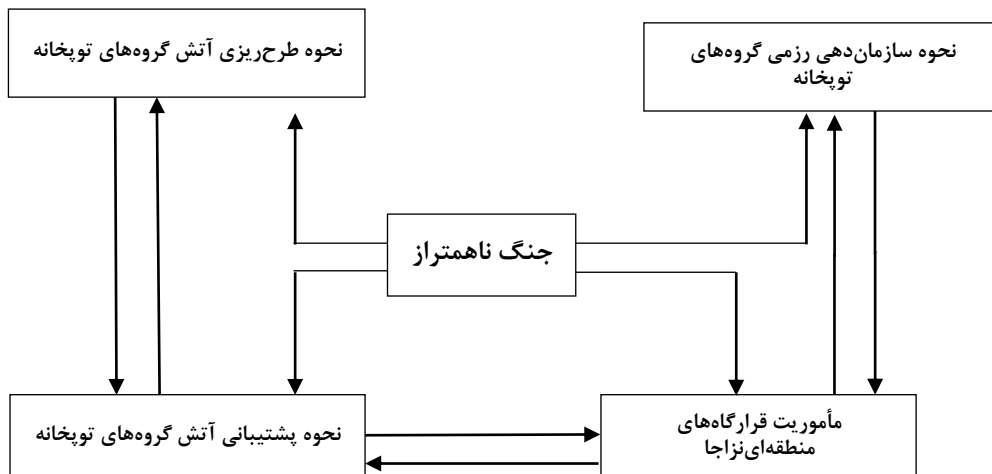 نحوه سازمان‌دهی رزمی گروه‌های
توپخانه
نحوه طرح‌ریزی آتش گروه‌های توپخانه
جنگ ناهمتراز
مأموریت قرارگاه‌های
منطقه‌ای‌نزاجا
نحوه پشتیبانی آتش گروه‌های توپخانه